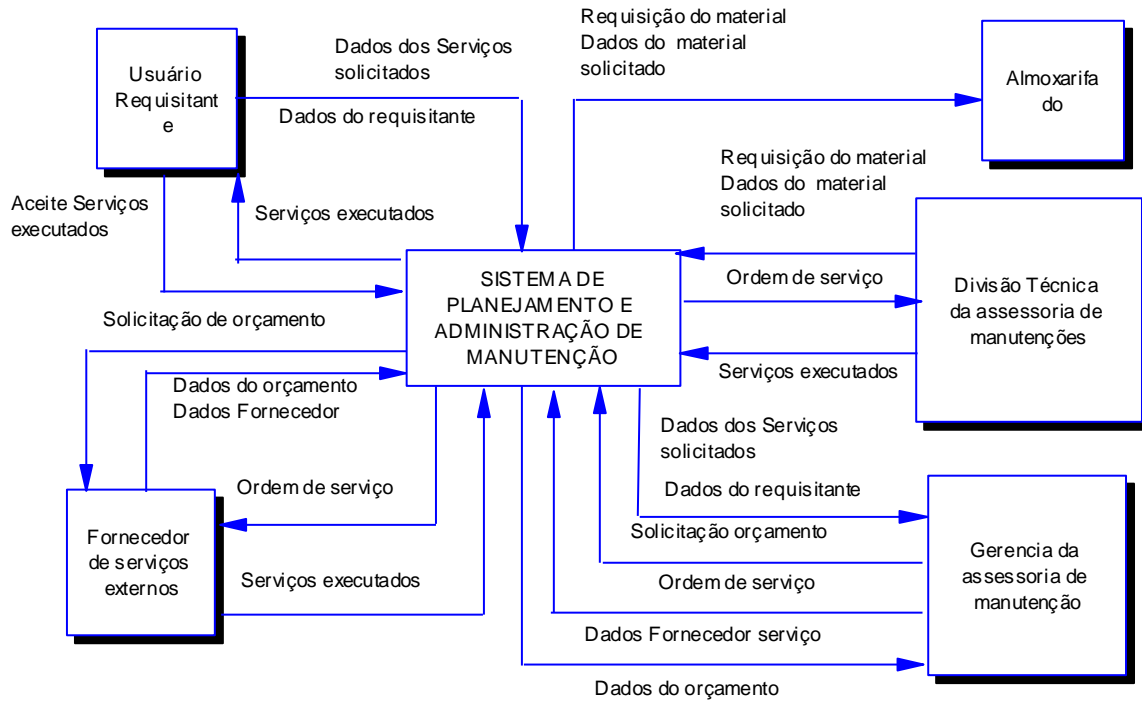 Usuário
Requisitant
e
Dados dos Serviços
solicitados
Dados do requisitante
Requisição do material
Dados do material
solicitado
Almoxarifa
do
Aceite Serviços
executados
Serviços executados
Requisição do material
Dados do material
solicitado
SISTEMA DE
PLANEJAMENTO E
ADMINISTRAÇÃO DE
MANUTENÇÃO
Ordem de serviço
Divisão Técnica
da assessoria de
manutenções
Serviços executados
Solicitação de orçamento
Dados do orçamento
Dados Fornecedor
Dados dos Serviços
solicitados
Dados do requisitante
Solicitação orçamento
Ordem de serviço
Dados Fornecedor serviço
Dados do orçamento
Gerencia da
assessoria de
manutenção
Ordem de serviço
Fornecedor
de serviços
externos
Serviços executados